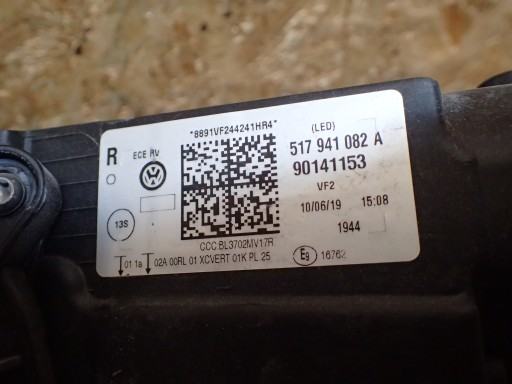 *8891VF244241HR4*
R ECE RV
(LED)
517 941 082 A
90141153
VF2
10/06/19 15:08
1944
13S
CCC:BL3702MV17R
01 1a 02A 00RL 01 XCVERT 01K PL 25
E9 16762